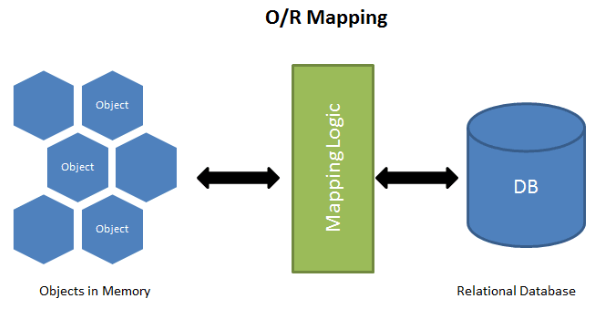 O/R Mapping
Object
Object
Object
Mapping Logic
DB
Objects in Memory
Relational Database